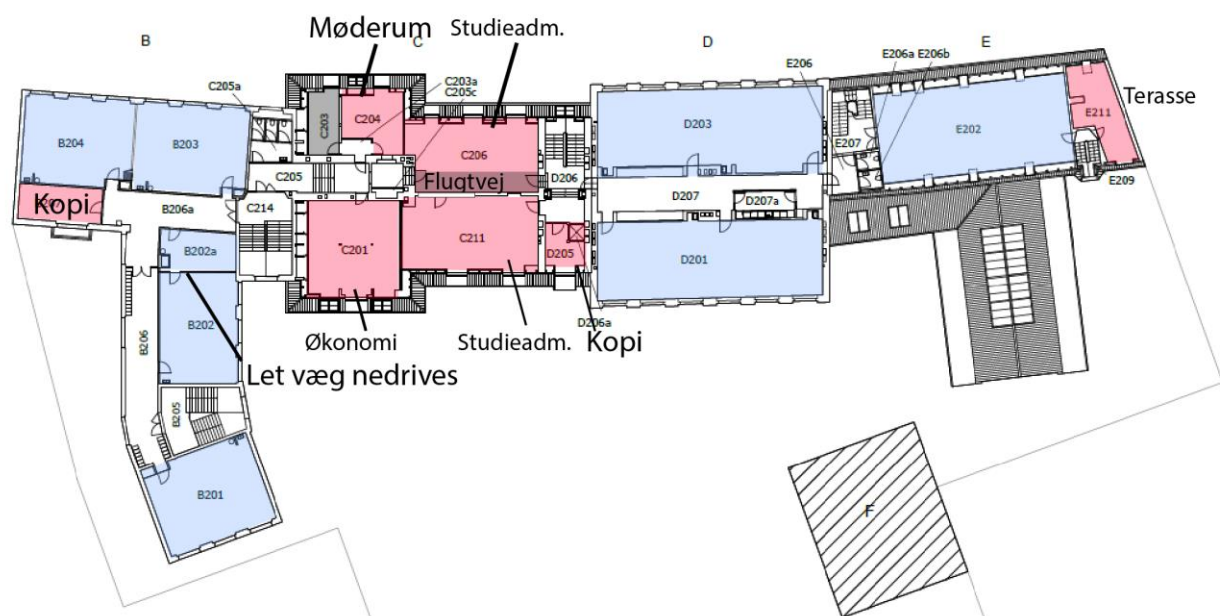 B
Møderum
C
Studieadm.
D
E206a
E206b
E
E206
C205a
C203a
C205c
Terasse
B204
B203
C203
C204
C206
D203
E207
E202
E211
C205
Flugtvej
D206
E209
Kopi
B206a
C214
D207
D207a
B202a
C201
C211
D205
D201
B202
B206
D206a
Økonomi
Studieadm.
Kopi
Let væg nedrives
B205
B201
F